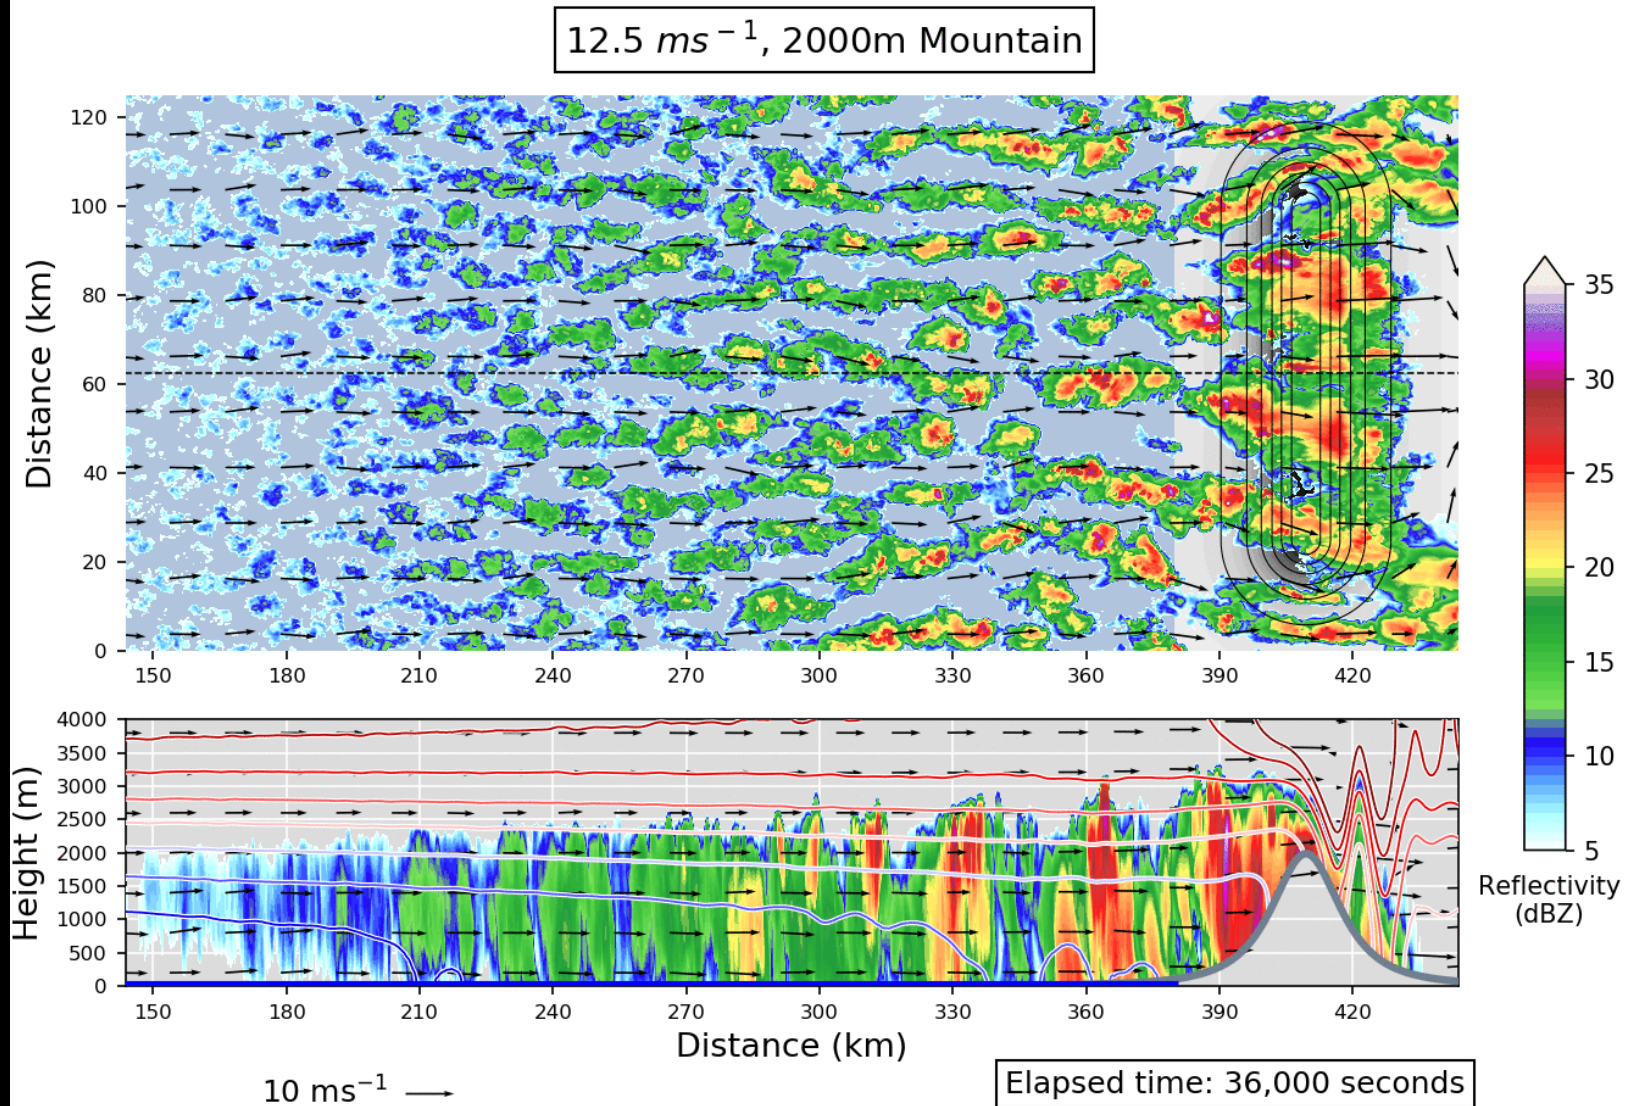 12.5 ms⁻¹, 2000m Mountain
120
100
80
60
40
20
0
Distance (km)
150 180 210 240 270 300 330 360 390 420
35
30
25
20
15
10
5
Reflectivity
(dBZ)
4000
3500
3000
2500
2000
1500
1000
500
0
Height (m)
150 180 210 240 270 300 330 360 390 420
Distance (km)
10 ms⁻¹
Elapsed time: 36,000 seconds